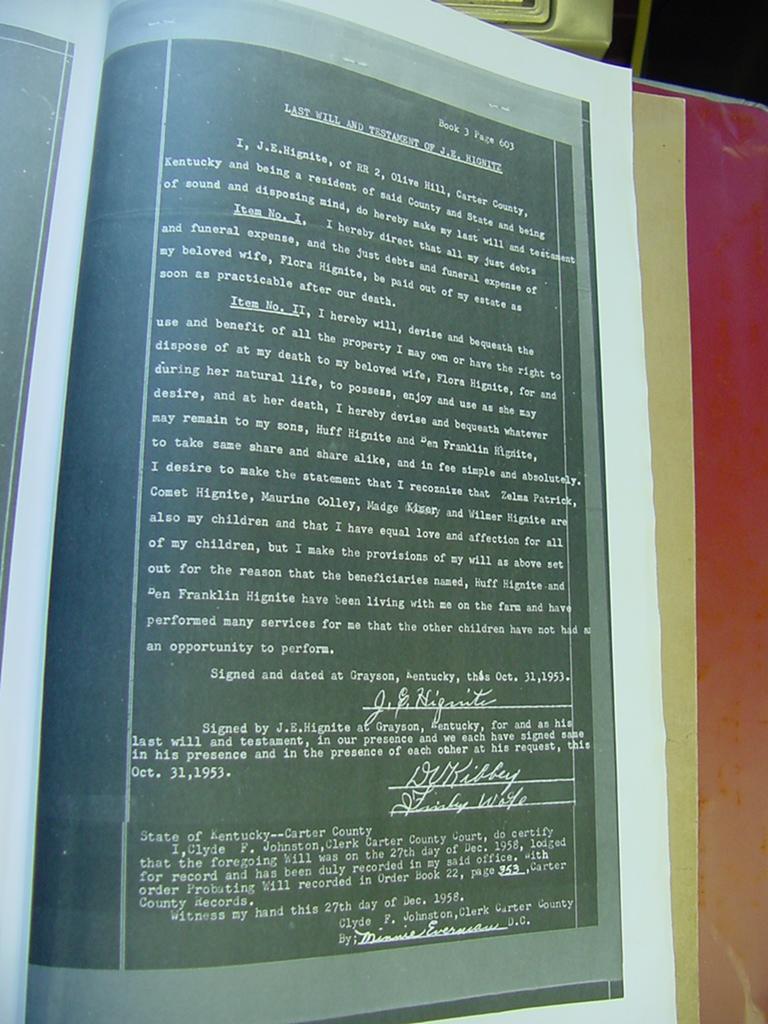 Book 3 Page 603
LAST WILL AND TESTAMENT OF J.E. HIGNITE
I, J.E.Hignite, of RR 2, Olive Hill, Carter County,
Kentucky and being a resident of said County and State and being
of sound and disposing mind, do hereby make my last will and testament
Item No. I, I hereby direct that all my just debts
and funeral expense, and the just debts and funeral expense of
my beloved wife, Flora Hignite, be paid out of my estate as
soon as practicable after our death.
Item No. II, I hereby will, devise and bequeath the
use and benefit of all the property I may own or have the right to
dispose of at my death to my beloved wife, Flora Hignite, for and
during her natural life, to possess, enjoy and use as she may
desire, and at her death, I hereby devise and bequeath whatever
may remain to my sons, Huff Hignite and Ben Franklin Hignite,
to take same share and share alike, and in fee simple and absolutely.
I desire to make the statement that I recoznize that Zelma Patrick,
Comet Hignite, Maurine Colley, Madge Kiser and Wilmer Hignite are
also my children and that I have equal love and affection for all
of my children, but I make the provisions of my will as above set
out for the reason that the beneficiaries named, Huff Hignite and
Ben Franklin Hignite have been living with me on the farm and have
performed many services for me that the other children have not had
an opportunity to perform.
Signed and dated at Grayson, Kentucky, this Oct. 31,1953.
J. E. Hignite
Signed by J.E.Hignite at Grayson, Kentucky, for and as his
last will and testament, in our presence and we each have signed same
in his presence and in the presence of each other at his request, this
Oct. 31,1953.
DV Kibbey
Wolfe
State of Kentucky--Carter County
I,Clyde F. Johnston,Clerk Carter County Court, do certify
that the foregoing Will was on the 27th day of Dec. 1958, lodged
for record and has been duly recorded in my said office. With
order Probating Will recorded in Order Book 22, page 353,Carter
County Records.
Witness my hand this 27th day of Dec. 1958.
Clyde F. Johnston,Clerk Carter County
By; Minnie Everman D.C.